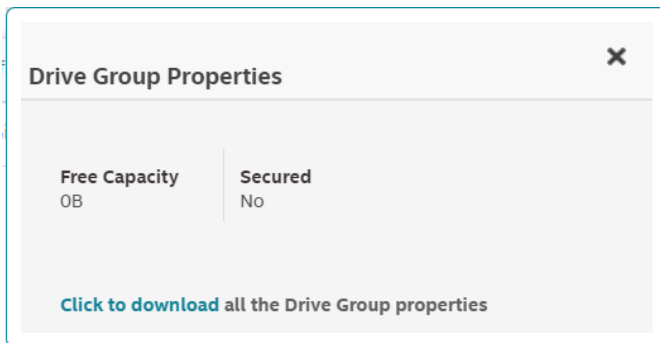 Drive Group Properties
Free Capacity
0B
Secured
No
Click to download all the Drive Group properties